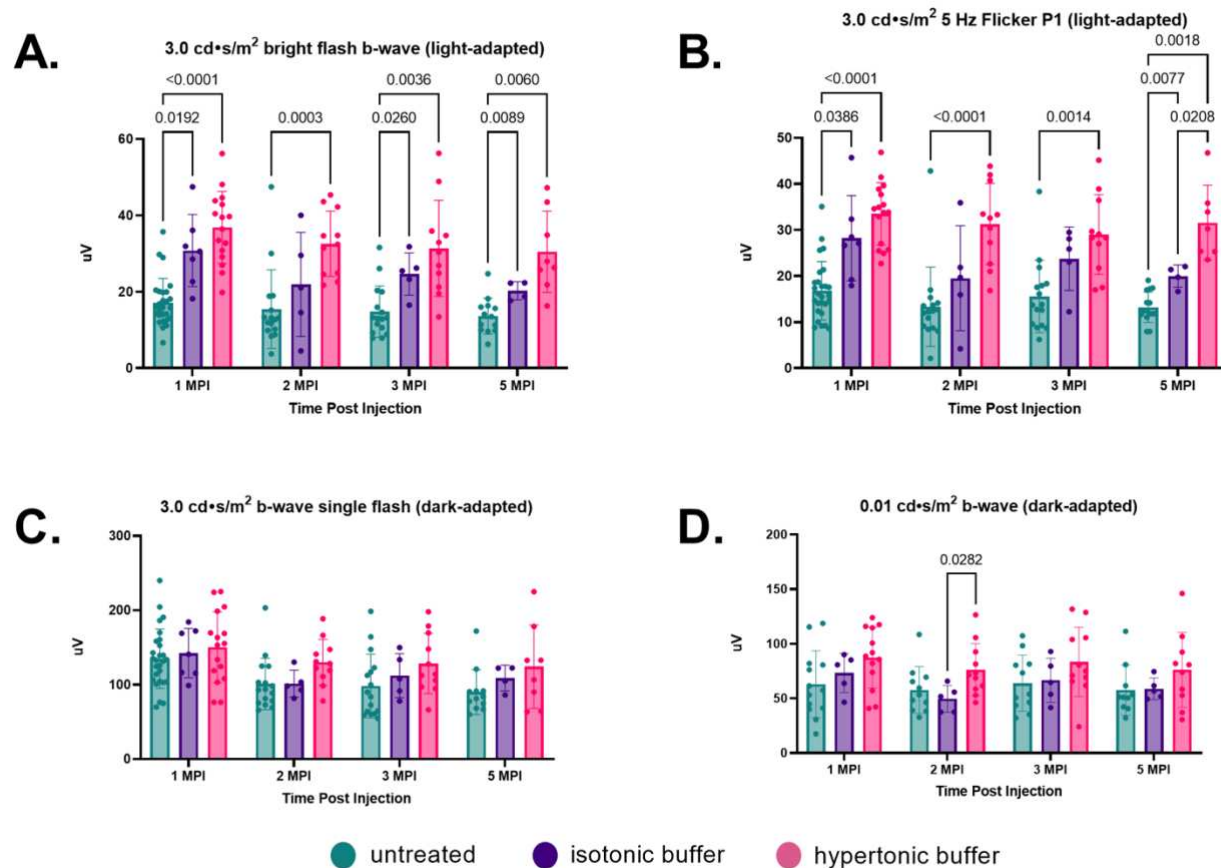 A.
3.0 cd•s/m² bright flash b-wave (light-adapted)
<0.0001
0.0192
0.0003
0.0036
0.0260
0.0060
0.0089
60
40
20
0
uV
1 MPI 2 MPI 3 MPI 5 MPI
Time Post Injection
B.
3.0 cd•s/m² 5 Hz Flicker P1 (light-adapted)
<0.0001
0.0386
<0.0001
0.0014
0.0018
0.0077
0.0208
50
40
30
20
10
0
uV
1 MPI 2 MPI 3 MPI 5 MPI
Time Post Injection
C.
3.0 cd•s/m² b-wave single flash (dark-adapted)
300
200
100
0
uV
1 MPI 2 MPI 3 MPI 5 MPI
Time Post Injection
D.
0.01 cd•s/m² b-wave (dark-adapted)
0.0282
200
150
100
50
0
uV
1 MPI 2 MPI 3 MPI 5 MPI
Time Post Injection
untreated isotonic buffer hypertonic buffer